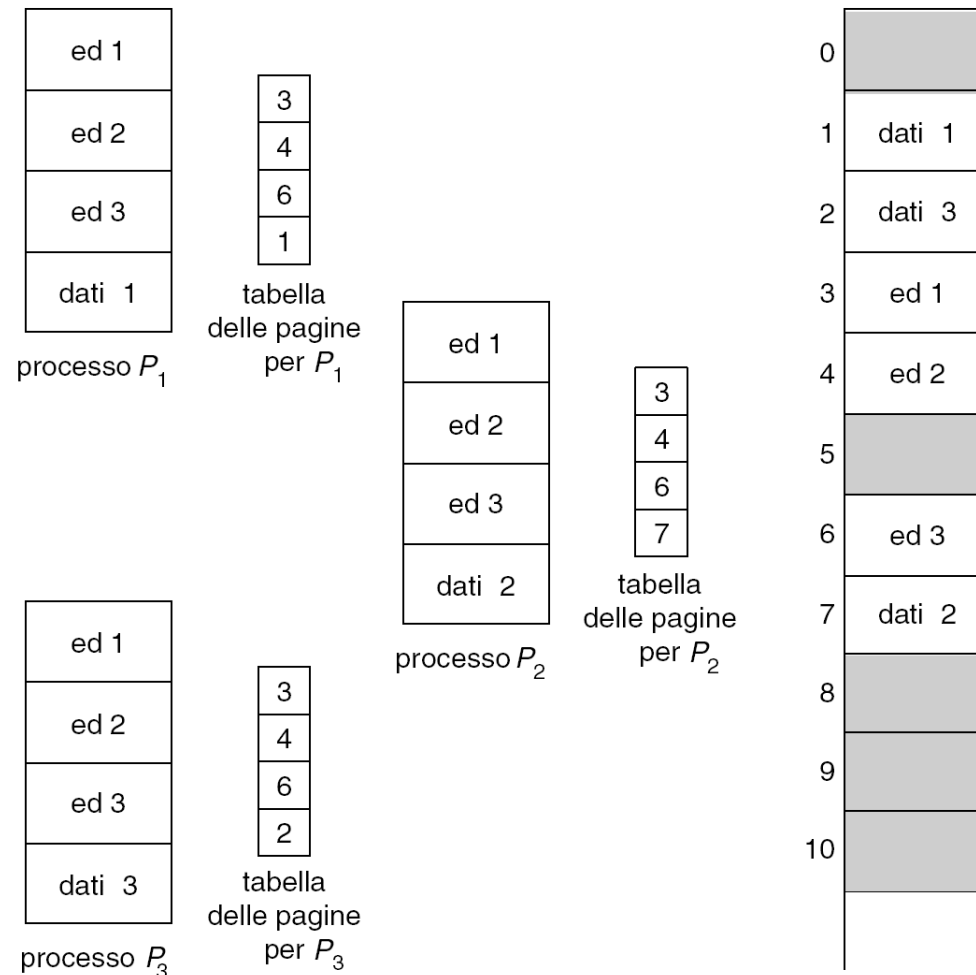 ed 1
ed 2
ed 3
dati 1
processo P1
3
4
6
1
tabella
delle pagine
per P1
ed 1
ed 2
ed 3
dati 2
processo P2
3
4
6
7
tabella
delle pagine
per P2
ed 1
ed 2
ed 3
dati 3
processo P3
3
4
6
2
tabella
delle pagine
per P3
0
1 dati 1
2 dati 3
3 ed 1
4 ed 2
5
6 ed 3
7 dati 2
8
9
10